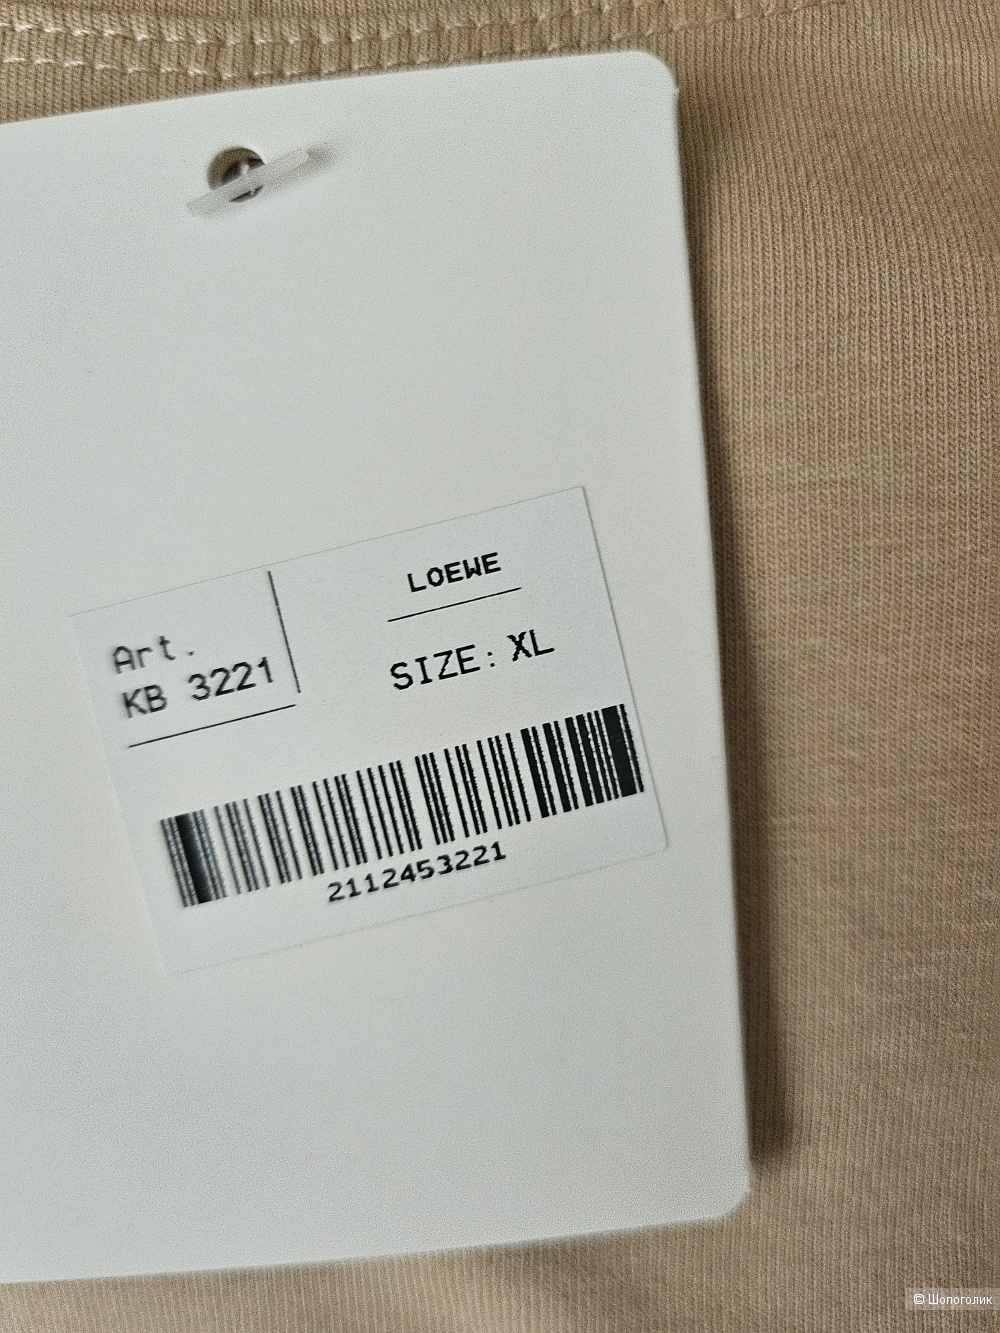 Art.
KB 3221
LOEWE
SIZE: XL
2112453221
© Шопоголик